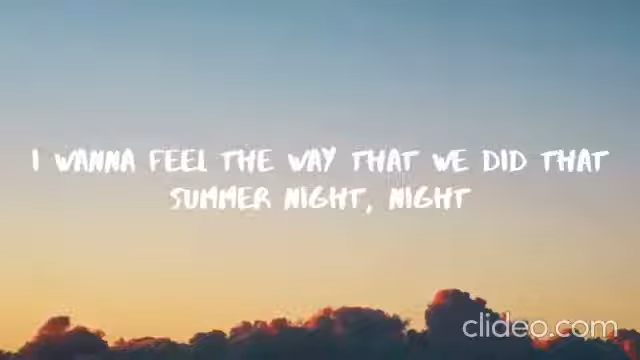 I WANNA FEEL THE WAY THAT WE DID THAT
SUMMER NIGHT, NIGHT
clideo.com